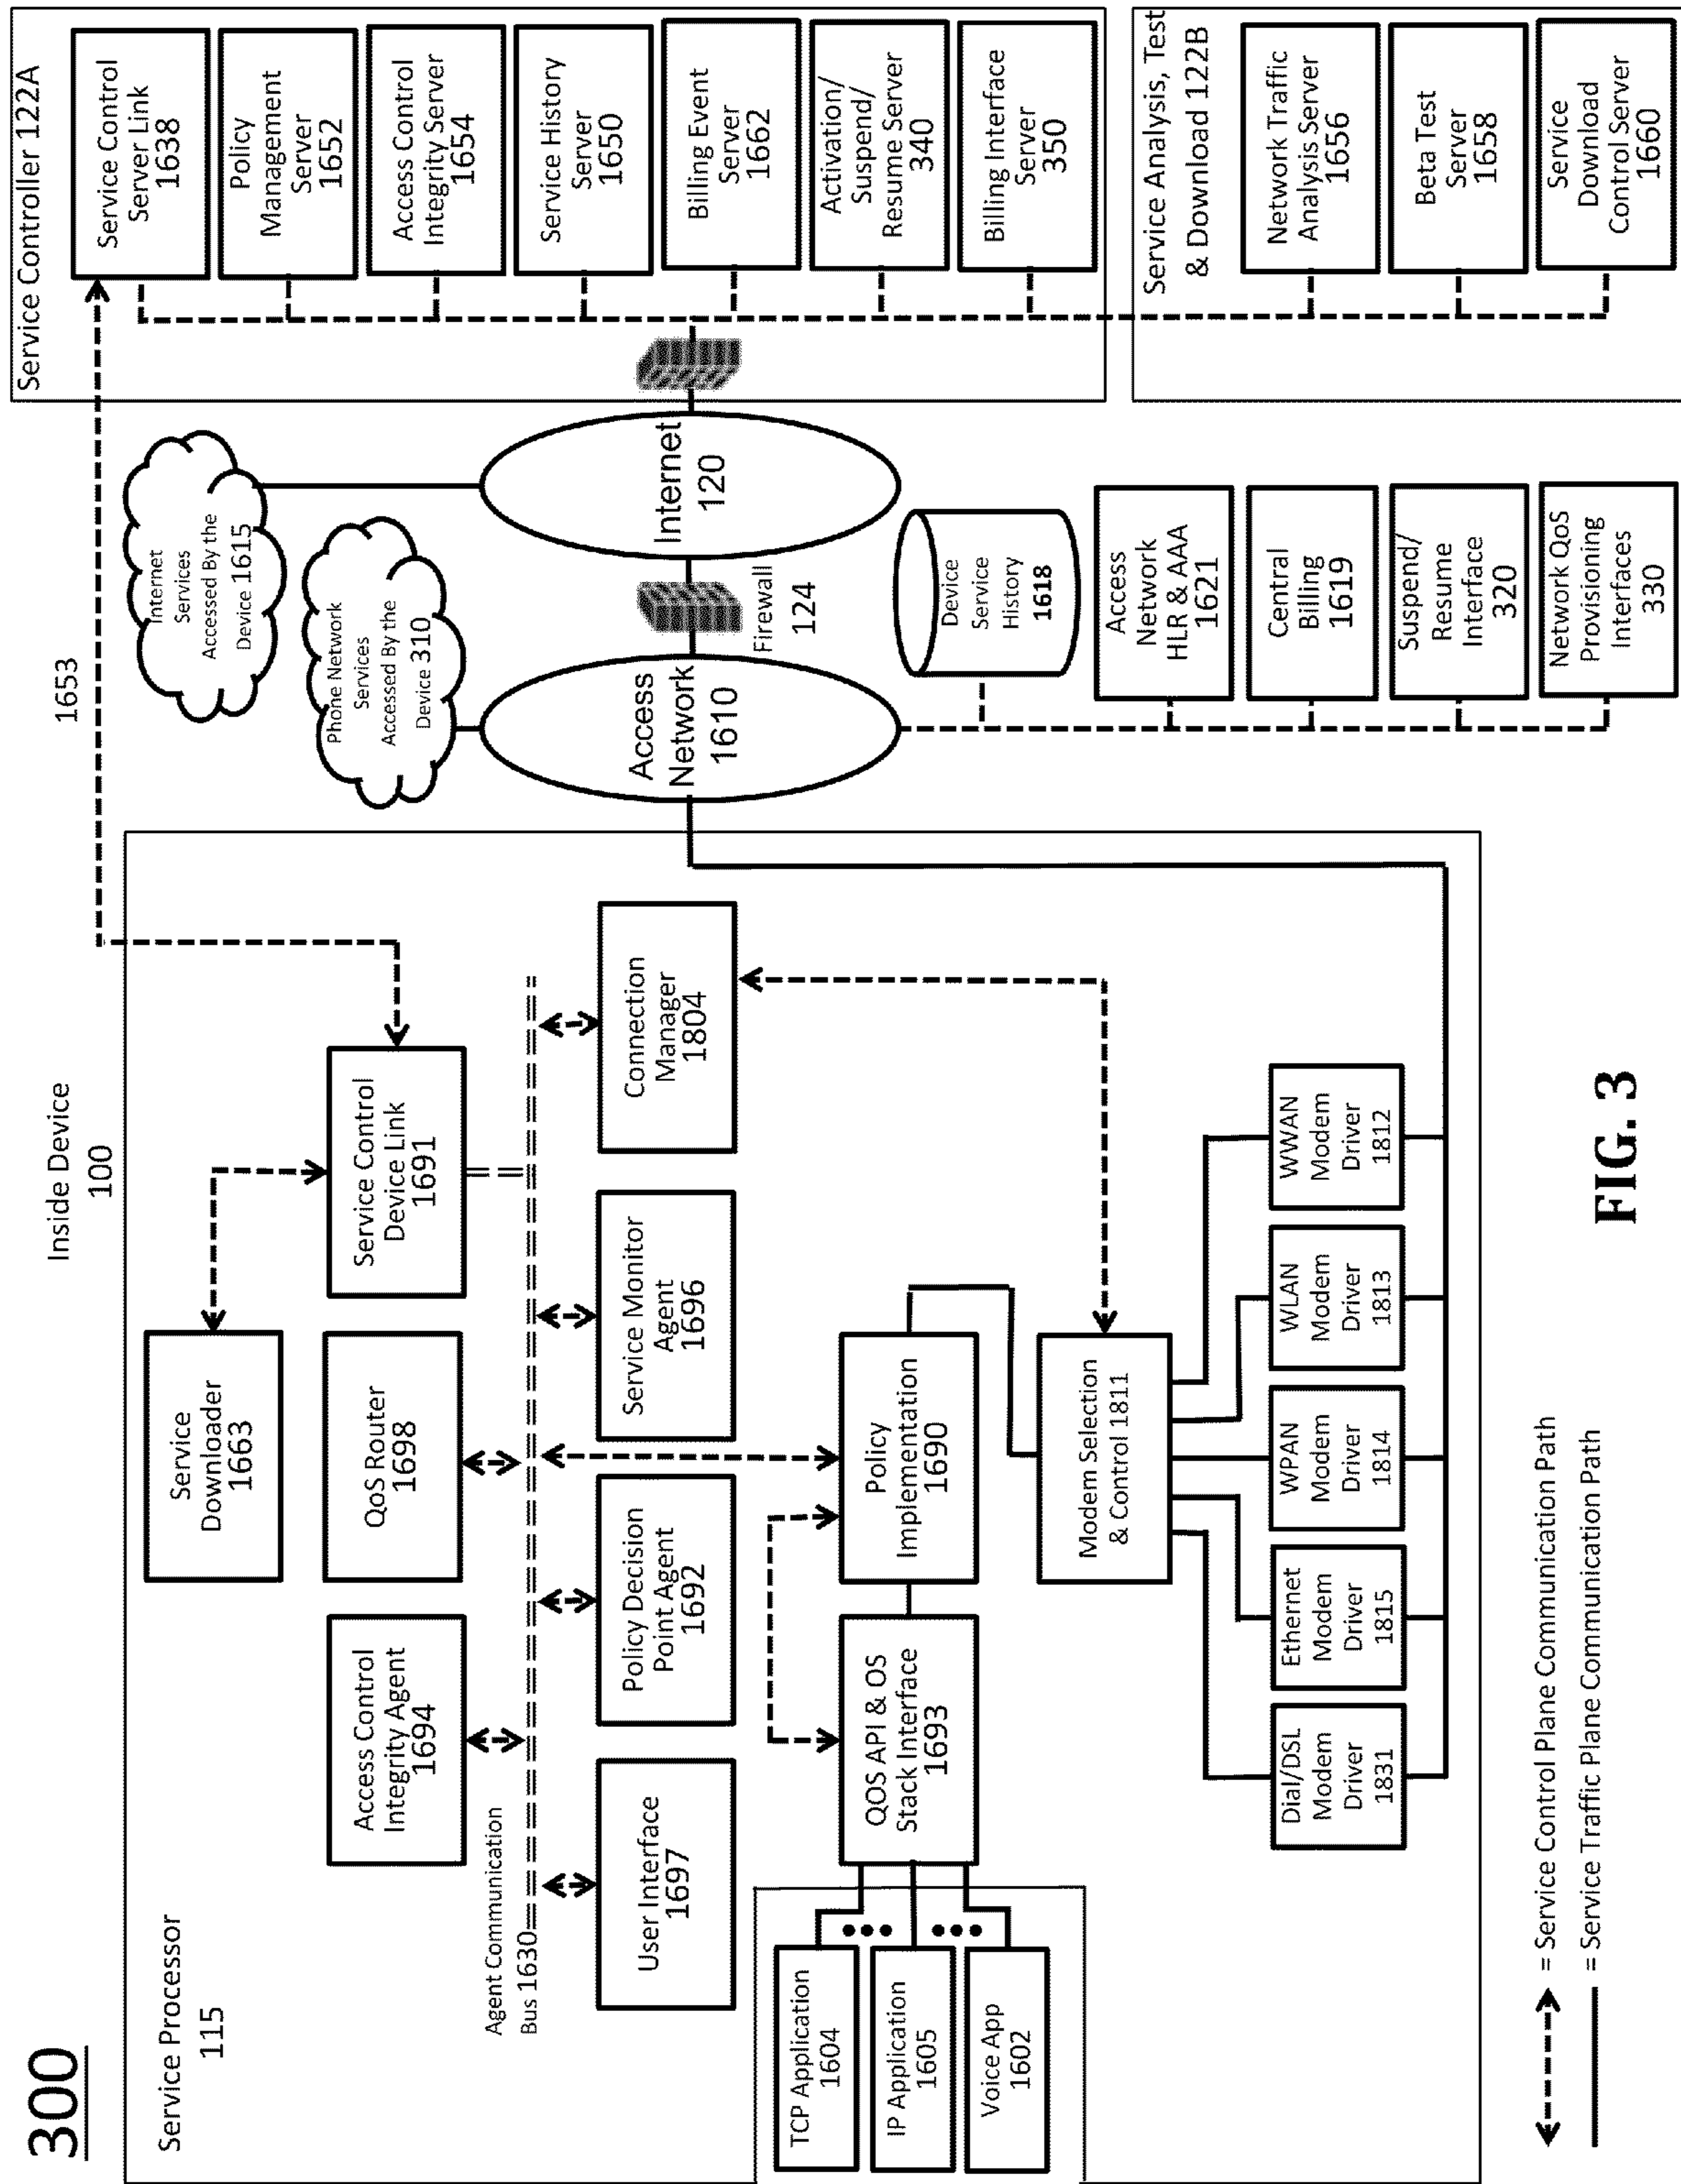 300
Inside Device
100
Service Processor
115
Service
Downloader
1663
Access Control
Integrity Agent
1694
QoS Router
1698
Service Control
Device Link
1691
Agent Communication
Bus 1630
User Interface
1697
Policy Decision
Point Agent
1692
Service Monitor
Agent
1696
Connection
Manager
1804
TCP Application
1604
IP Application
1605
Voice App
1602
QOS API & OS
Stack Interface
1693
Policy
Implementation
1690
Modem Selection
& Control 1811
Dial/DSL
Modem
Driver
1831
Ethernet
Modem
Driver
1815
WPAN
Modem
Driver
1814
WLAN
Modem
Driver
1813
WWAN
Modem
Driver
1812
1653
Internet
Services
Accessed By the
Device 1615
Phone Network
Services
Accessed By the
Device 310
Access
Network
1610
Firewall
124
Internet
120
Device
Service
History
1618
Access
Network
HLR & AAA
1621
Central
Billing
1619
Suspend/
Resume
Interface
320
Network QoS
Provisioning
Interfaces
330
Service Controller 122A
Service Control
Server Link
1638
Policy
Management
Server
1652
Access Control
Integrity Server
1654
Service History
Server
1650
Billing Event
Server
1662
Activation/
Suspend/
Resume Server
340
Billing Interface
Server
350
Service Analysis, Test
& Download 122B
Network Traffic
Analysis Server
1656
Beta Test
Server
1658
Service
Download
Control Server
1660
= Service Control Plane Communication Path
= Service Traffic Plane Communication Path
FIG. 3